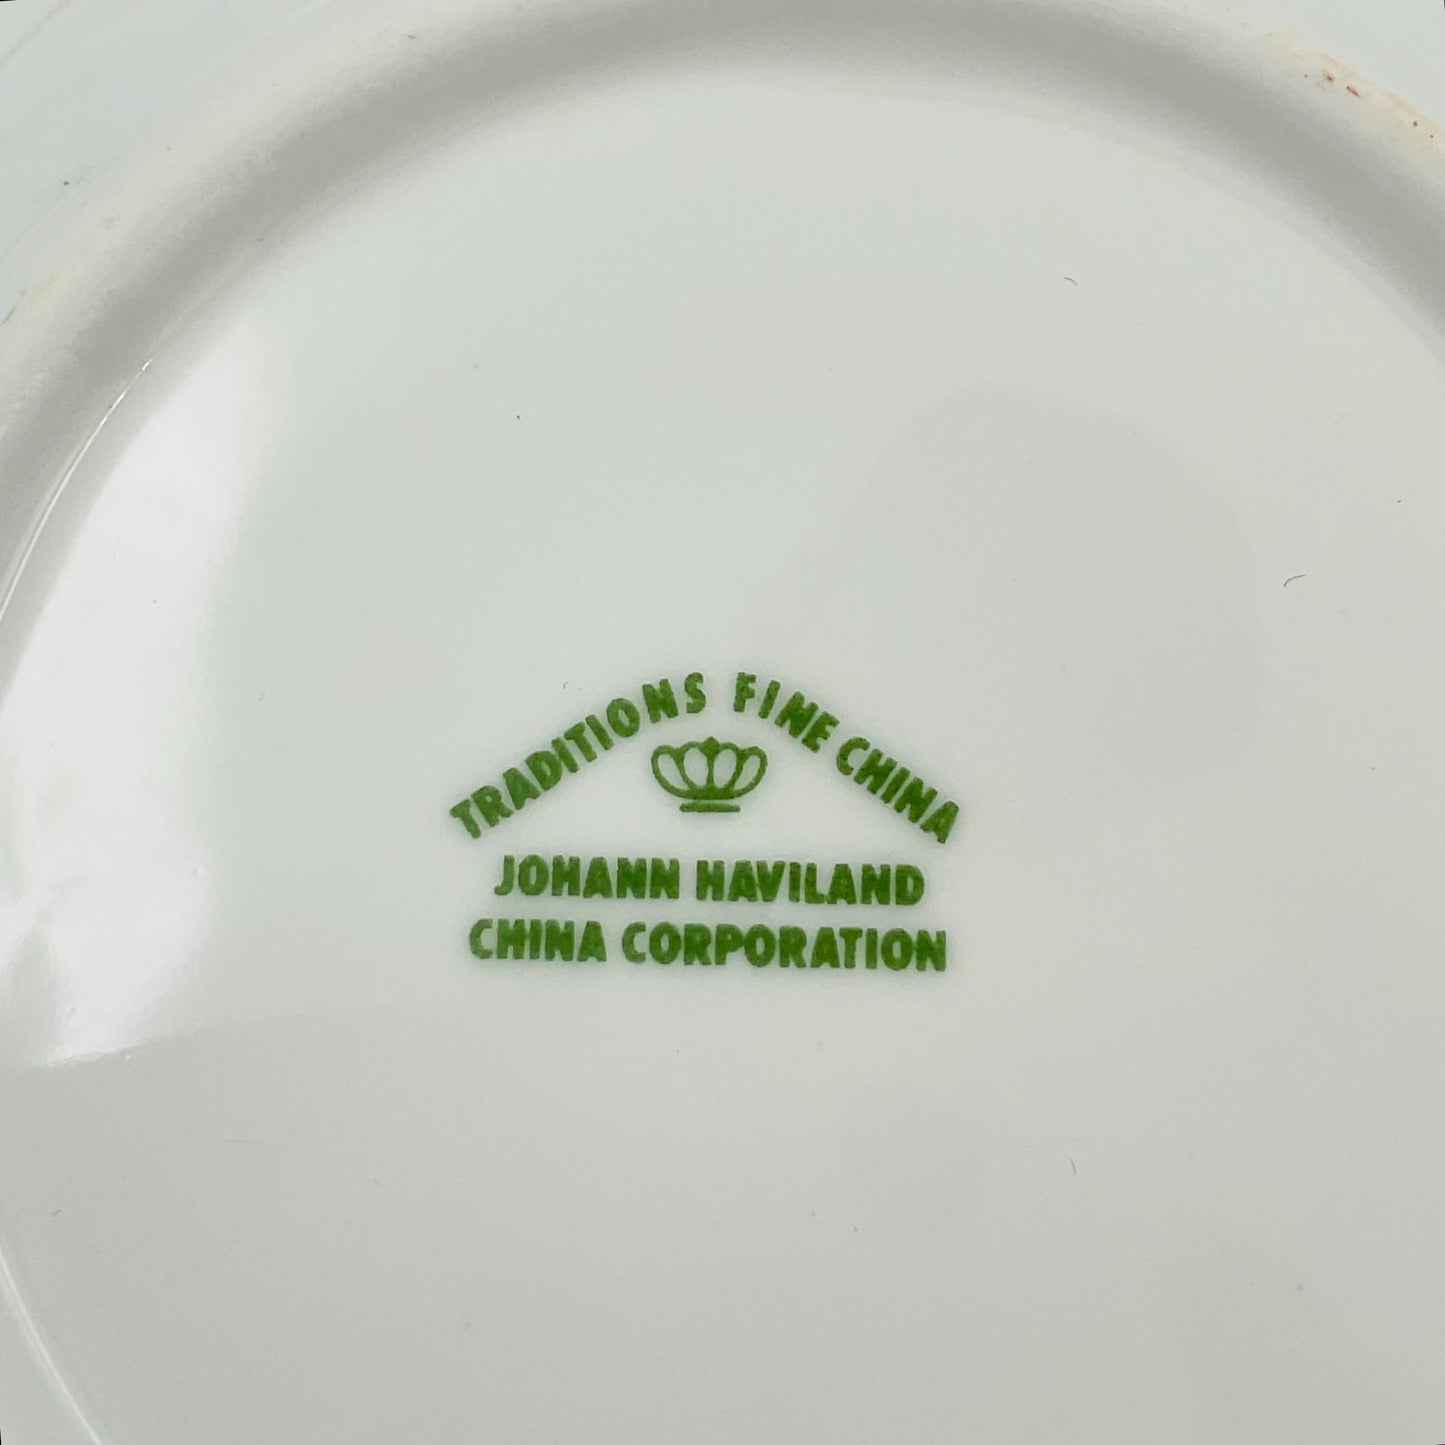 TRADITIONS FINE CHINA
JOHANN HAVILAND
CHINA CORPORATION